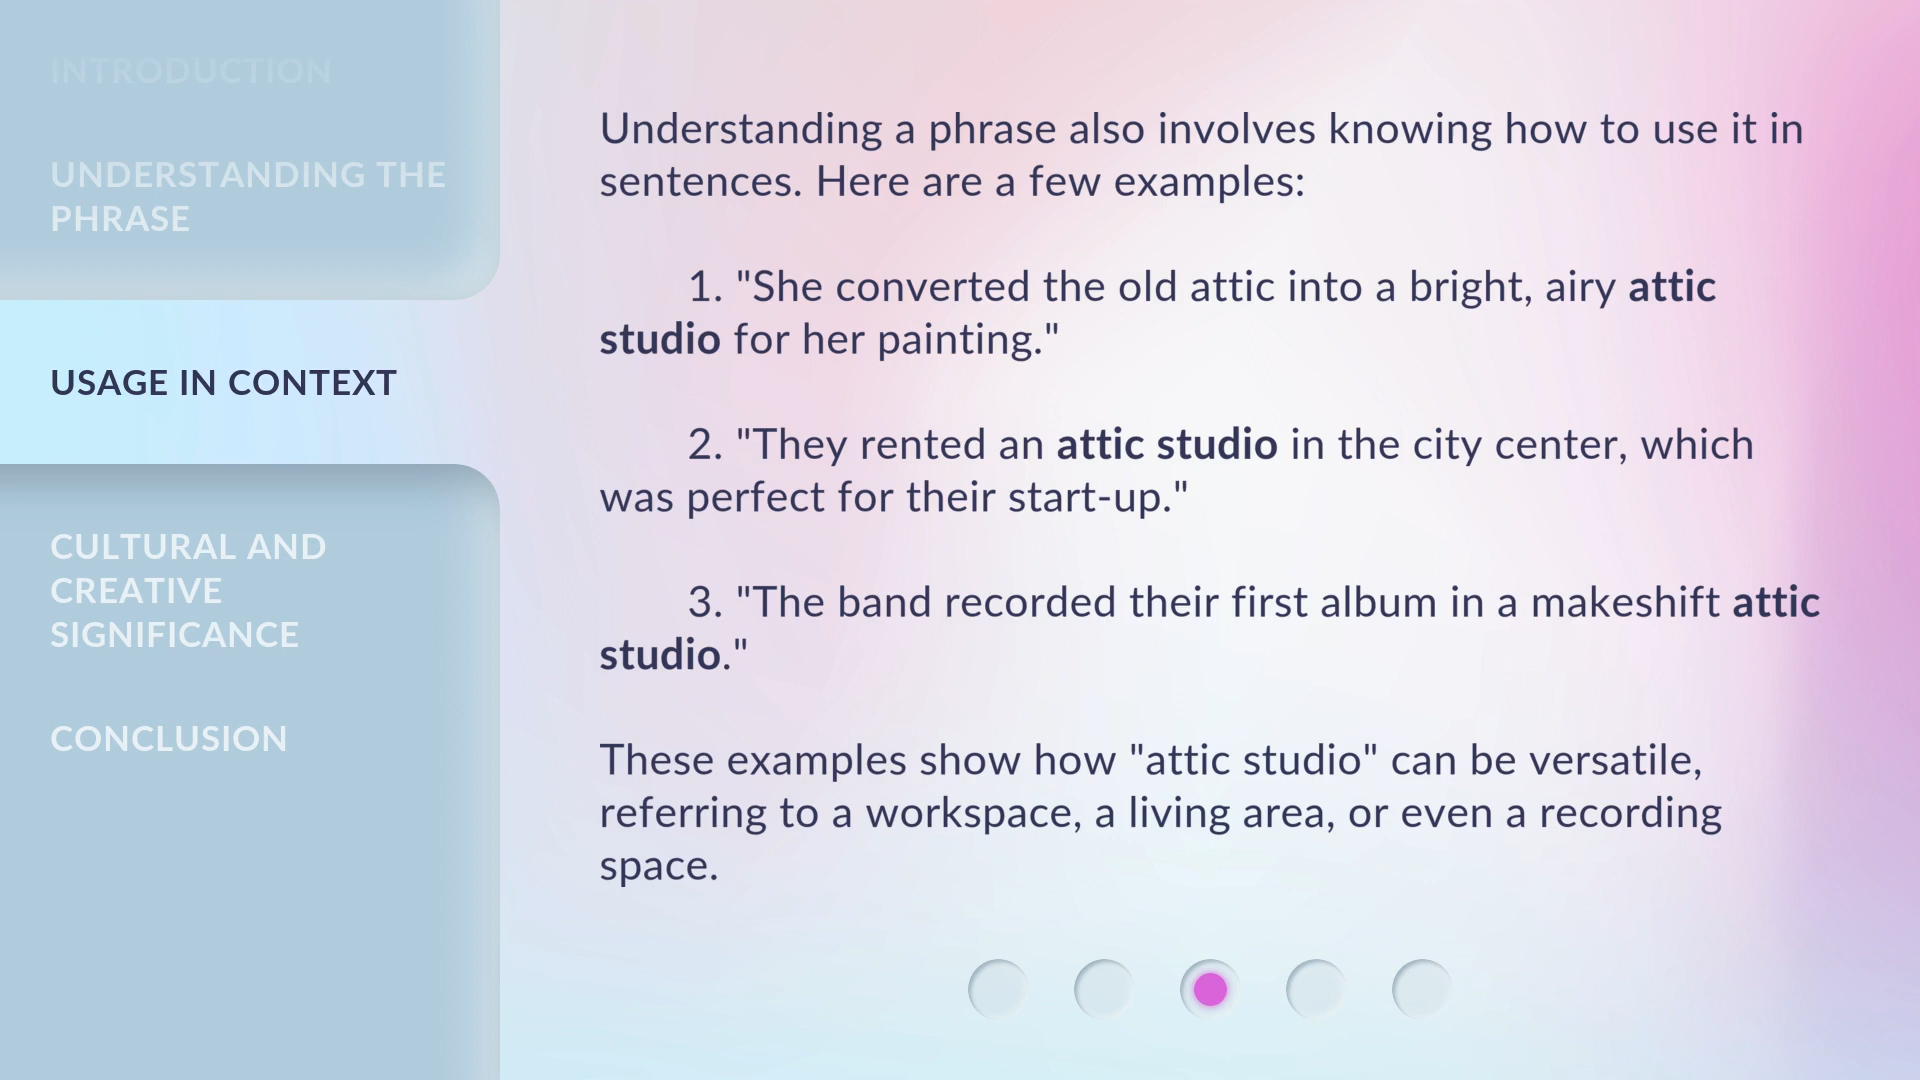 INTRODUCTION
UNDERSTANDING THE
PHRASE
USAGE IN CONTEXT
CULTURAL AND
CREATIVE
SIGNIFICANCE
CONCLUSION
Understanding a phrase also involves knowing how to use it in
sentences. Here are a few examples:
1. "She converted the old attic into a bright, airy attic
studio for her painting."
2. "They rented an attic studio in the city center, which
was perfect for their start-up."
3. "The band recorded their first album in a makeshift attic
studio."
These examples show how "attic studio" can be versatile,
referring to a workspace, a living area, or even a recording
space.